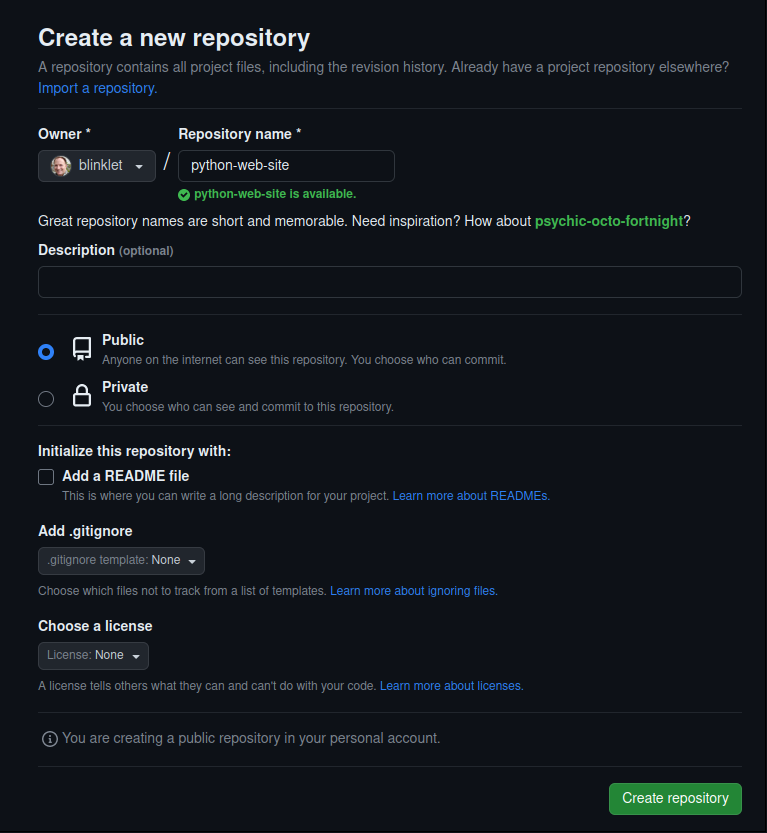 Create a new repository
A repository contains all project files, including the revision history. Already have a project repository elsewhere?
Import a repository.
Owner * Repository name *
blinklet / python-web-site
python-web-site is available.
Great repository names are short and memorable. Need inspiration? How about psychic-octo-fortnight?
Description (optional)
Public
Anyone on the internet can see this repository. You choose who can commit.
Private
You choose who can see and commit to this repository.
Initialize this repository with:
Add a README file
This is where you can write a long description for your project. Learn more about READMEs.
Add .gitignore
.gitignore template: None
Choose which files not to track from a list of templates. Learn more about ignoring files.
Choose a license
License: None
A license tells others what they can and can't do with your code. Learn more about licenses.
You are creating a public repository in your personal account.
Create repository